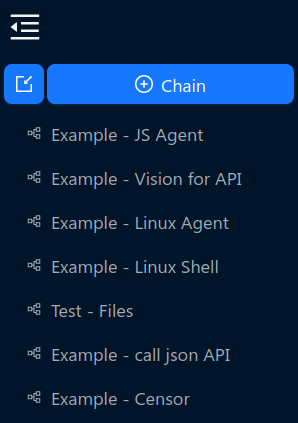 Chain
Example - JS Agent
Example - Vision for API
Example - Linux Agent
Example - Linux Shell
Test - Files
Example - call json API
Example - Censor